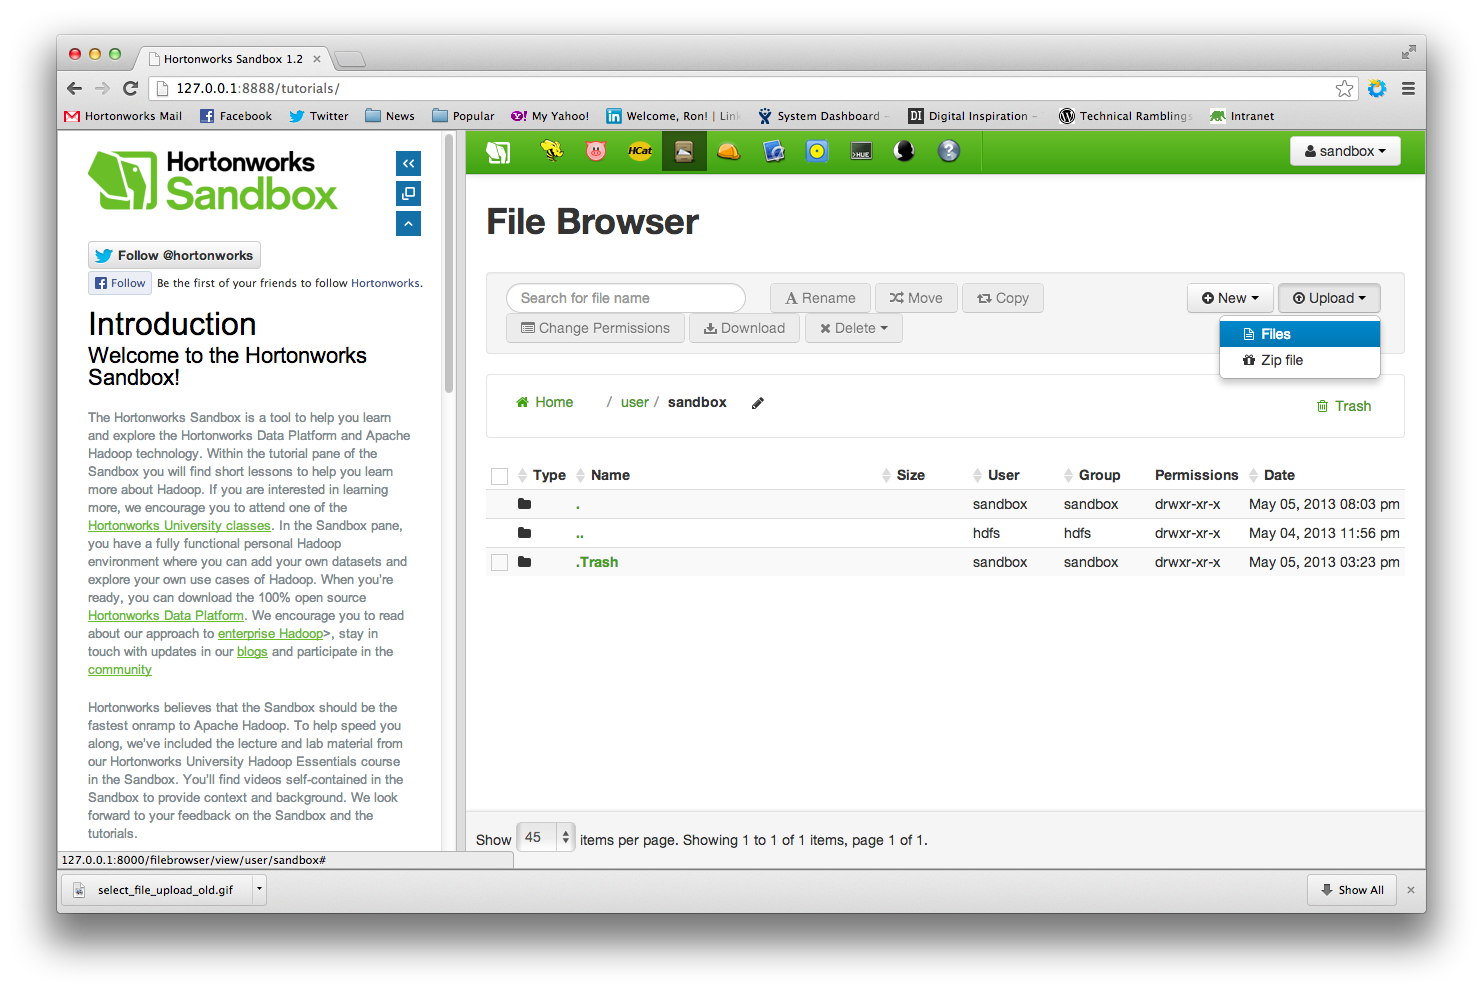 Hortonworks Sandbox 1.2
127.0.0.1:8888/tutorials/
Hortonworks Mail Facebook Twitter News Popular My Yahoo! Welcome, Ron! | Link System Dashboard - Digital Inspiration - Technical Ramblings Intranet
Hortonworks
Sandbox
Follow @hortonworks
Follow Be the first of your friends to follow Hortonworks.
Introduction
Welcome to the Hortonworks
Sandbox!
The Hortonworks Sandbox is a tool to help you learn
and explore the Hortonworks Data Platform and Apache
Hadoop technology. Within the tutorial pane of the
Sandbox you will find short lessons to help you learn
more about Hadoop. If you are interested in learning
more, we encourage you to attend one of the
Hortonworks University classes. In the Sandbox pane,
you have a fully functional personal Hadoop
environment where you can add your own datasets and
explore your own use cases of Hadoop. When you're
ready, you can download the 100% open source
Hortonworks Data Platform. We encourage you to read
about our approach to enterprise Hadoop>, stay in
touch with updates in our blogs and participate in the
community
Hortonworks believes that the Sandbox should be the
fastest onramp to Apache Hadoop. To help speed you
along, we've included the lecture and lab material from
our Hortonworks University Hadoop Essentials course
in the Sandbox. You'll find videos self-contained in the
Sandbox to provide context and background. We look
forward to your feedback on the Sandbox and the
tutorials.
127.0.0.1:8000/filebrowser/view/user/sandbox#
HCat >HUE ? sandbox
File Browser
Search for file name Rename Move Copy New Upload
Change Permissions Download Delete
Files
Zip file
Home / user / sandbox Trash
Type Name Size User Group Permissions Date
. sandbox sandbox drwxr-xr-x May 05, 2013 08:03 pm
.. hdfs hdfs drwxr-xr-x May 04, 2013 11:56 pm
.Trash sandbox sandbox drwxr-xr-x May 05, 2013 03:23 pm
Show 45 items per page. Showing 1 to 1 of 1 items, page 1 of 1.
select_file_upload_old.gif Show All